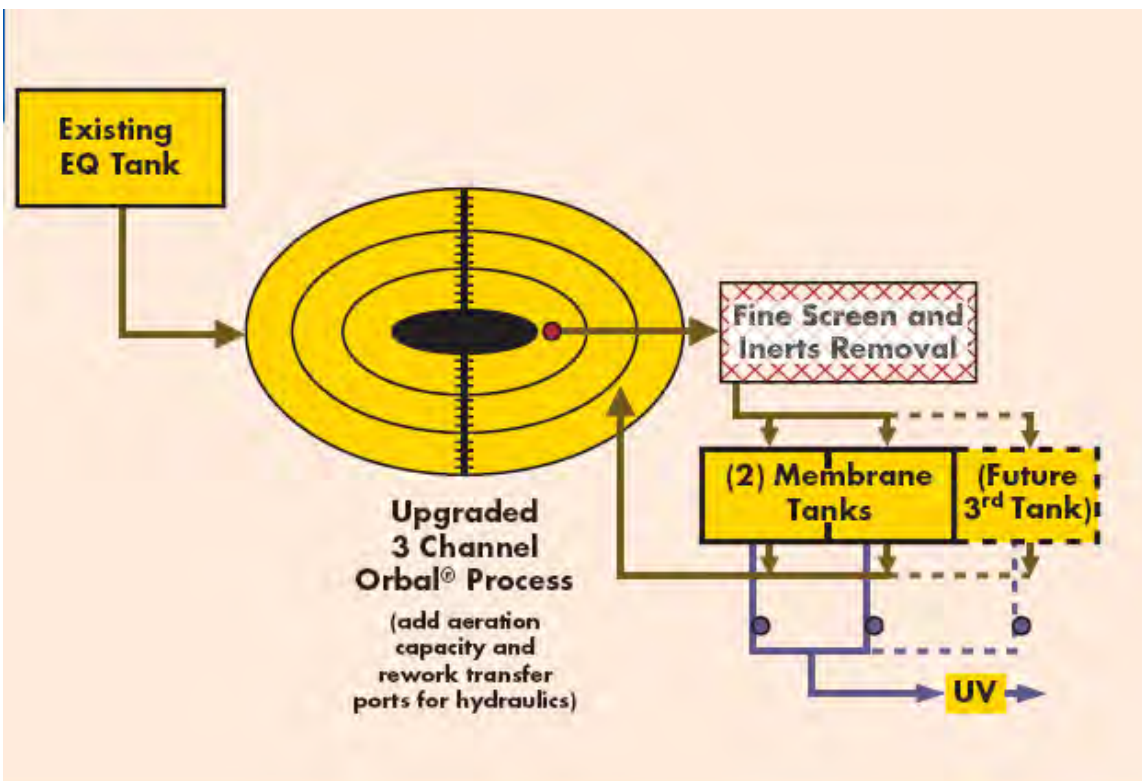 Existing
EQ Tank
Fine Screen and
Inerts Removal
(2) Membrane
Tanks
(Future
3rd Tank)
Upgraded
3 Channel
Orbal® Process
(add aeration
capacity and
rework transfer
ports for hydraulics)
UV